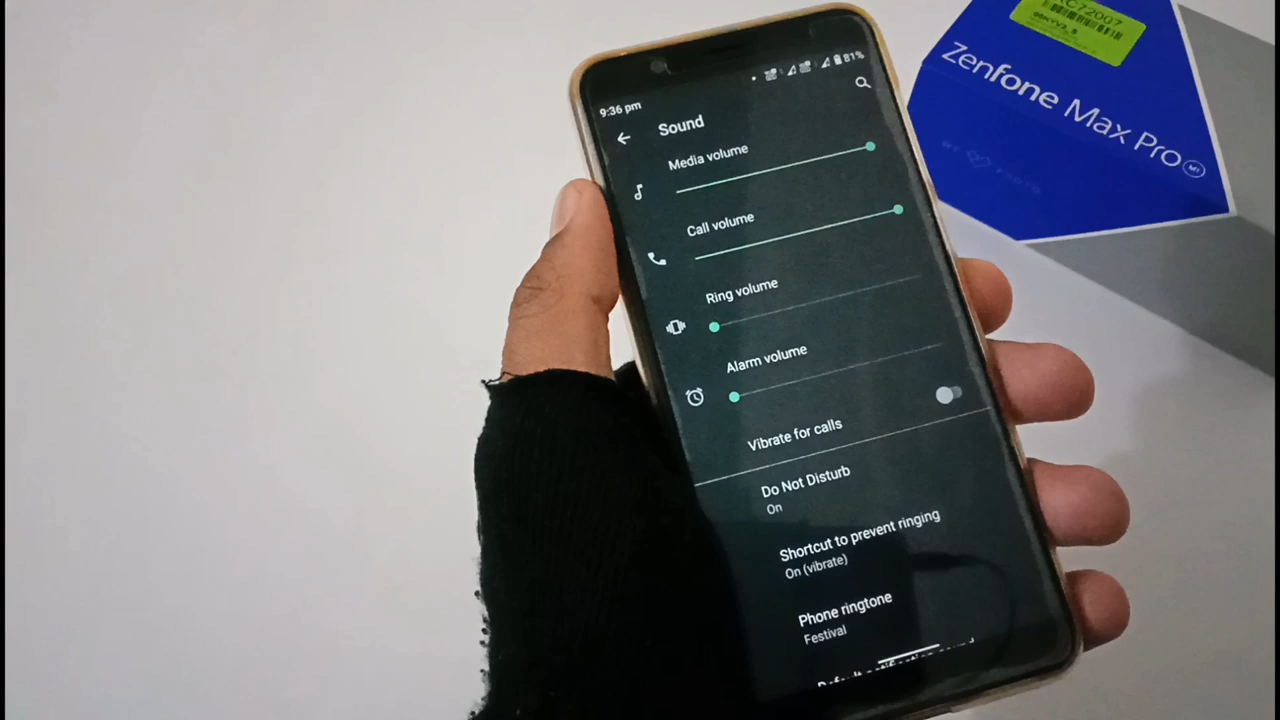 9:36 pm
81%
Sound
Media volume
Call volume
Ring volume
Alarm volume
Vibrate for calls
Do Not Disturb
On
Shortcut to prevent ringing
On (vibrate)
Phone ringtone
Festival
Zenfone Max Pro
M1